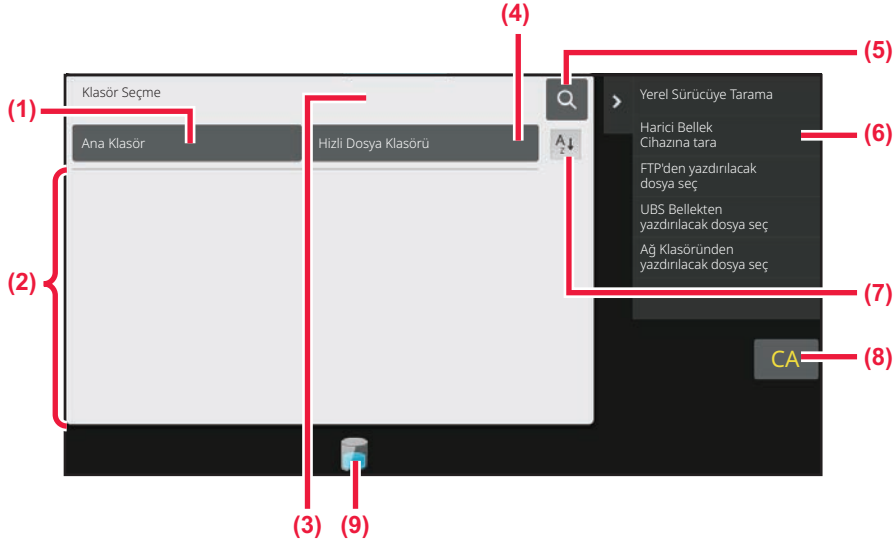 (4)
(5)
Klasör Seçme
Yerel Sürücüye Tarama
(1)
Ana Klasör
Hizli Dosya Klasörü
A
Z
Harici Bellek
Cihazına tara
(6)
FTP'den yazdırılacak
dosya seç
UBS Bellekten
yazdırılacak dosya seç
Ağ Klasöründen
yazdırılacak dosya seç
(2)
(7)
CA
(8)
(3)
(9)